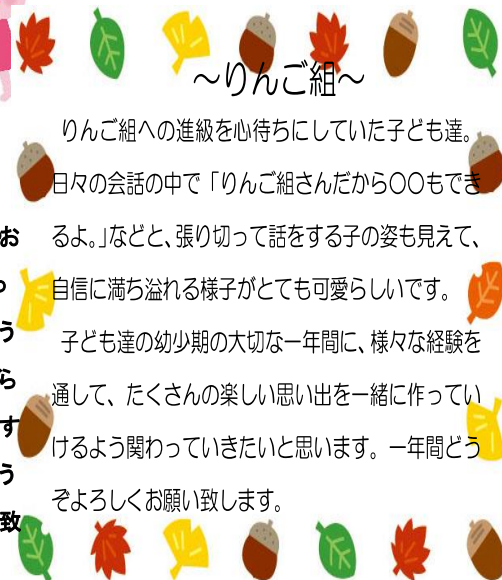 ～りんご組～
りんご組への進級を心待ちにしていた子ども達。
日々の会話の中で「りんご組さんだから〇〇もでき
るよ。」などと、張り切って話をする子の姿も見えて、
自信に満ち溢れる様子がとても可愛らしいです。
子ども達の幼少期の大切な一年間に、様々な経験を
通して、たくさんの楽しい思い出を一緒に作ってい
けるよう関わっていきたいと思います。一年間どう
ぞよろしくお願い致します。
お
っ
う
ら
す
う
致